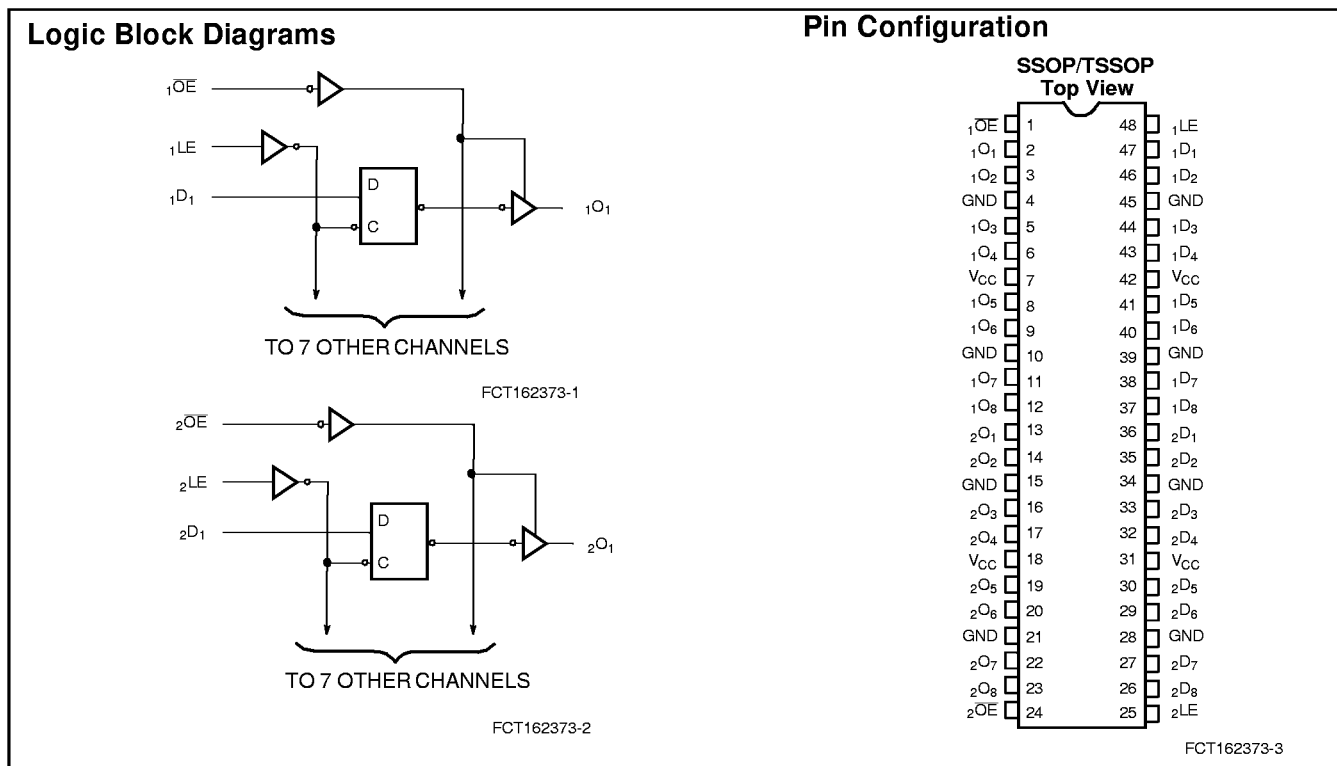 Logic Block Diagrams
₁O̅E̅
₁LE
₁D₁
D
C
₁O₁
TO 7 OTHER CHANNELS
FCT162373-1
₂O̅E̅
₂LE
₂D₁
D
C
₂O₁
TO 7 OTHER CHANNELS
FCT162373-2
Pin Configuration
SSOP/TSSOP
Top View
₁O̅E̅ 1 48 ₁LE
₁O₁ 2 47 ₁D₁
₁O₂ 3 46 ₁D₂
GND 4 45 GND
₁O₃ 5 44 ₁D₃
₁O₄ 6 43 ₁D₄
VCC 7 42 VCC
₁O₅ 8 41 ₁D₅
₁O₆ 9 40 ₁D₆
GND 10 39 GND
₁O₇ 11 38 ₁D₇
₁O₈ 12 37 ₁D₈
₂O₁ 13 36 ₂D₁
₂O₂ 14 35 ₂D₂
GND 15 34 GND
₂O₃ 16 33 ₂D₃
₂O₄ 17 32 ₂D₄
VCC 18 31 VCC
₂O₅ 19 30 ₂D₅
₂O₆ 20 29 ₂D₆
GND 21 28 GND
₂O₇ 22 27 ₂D₇
₂O₈ 23 26 ₂D₈
₂O̅E̅ 24 25 ₂LE
FCT162373-3